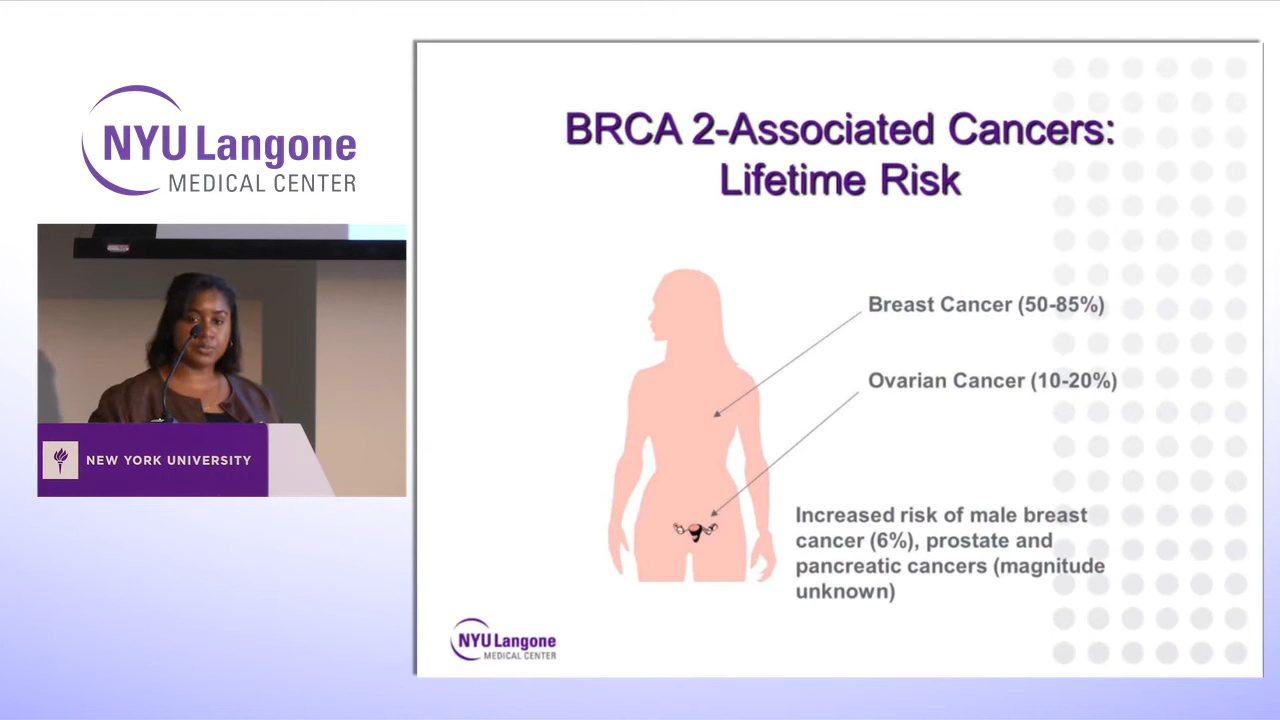 NYU Langone
MEDICAL CENTER
NEW YORK UNIVERSITY
BRCA 2-Associated Cancers:
Lifetime Risk
Breast Cancer (50-85%)
Ovarian Cancer (10-20%)
Increased risk of male breast
cancer (6%), prostate and
pancreatic cancers (magnitude
unknown)
NYU Langone
MEDICAL CENTER